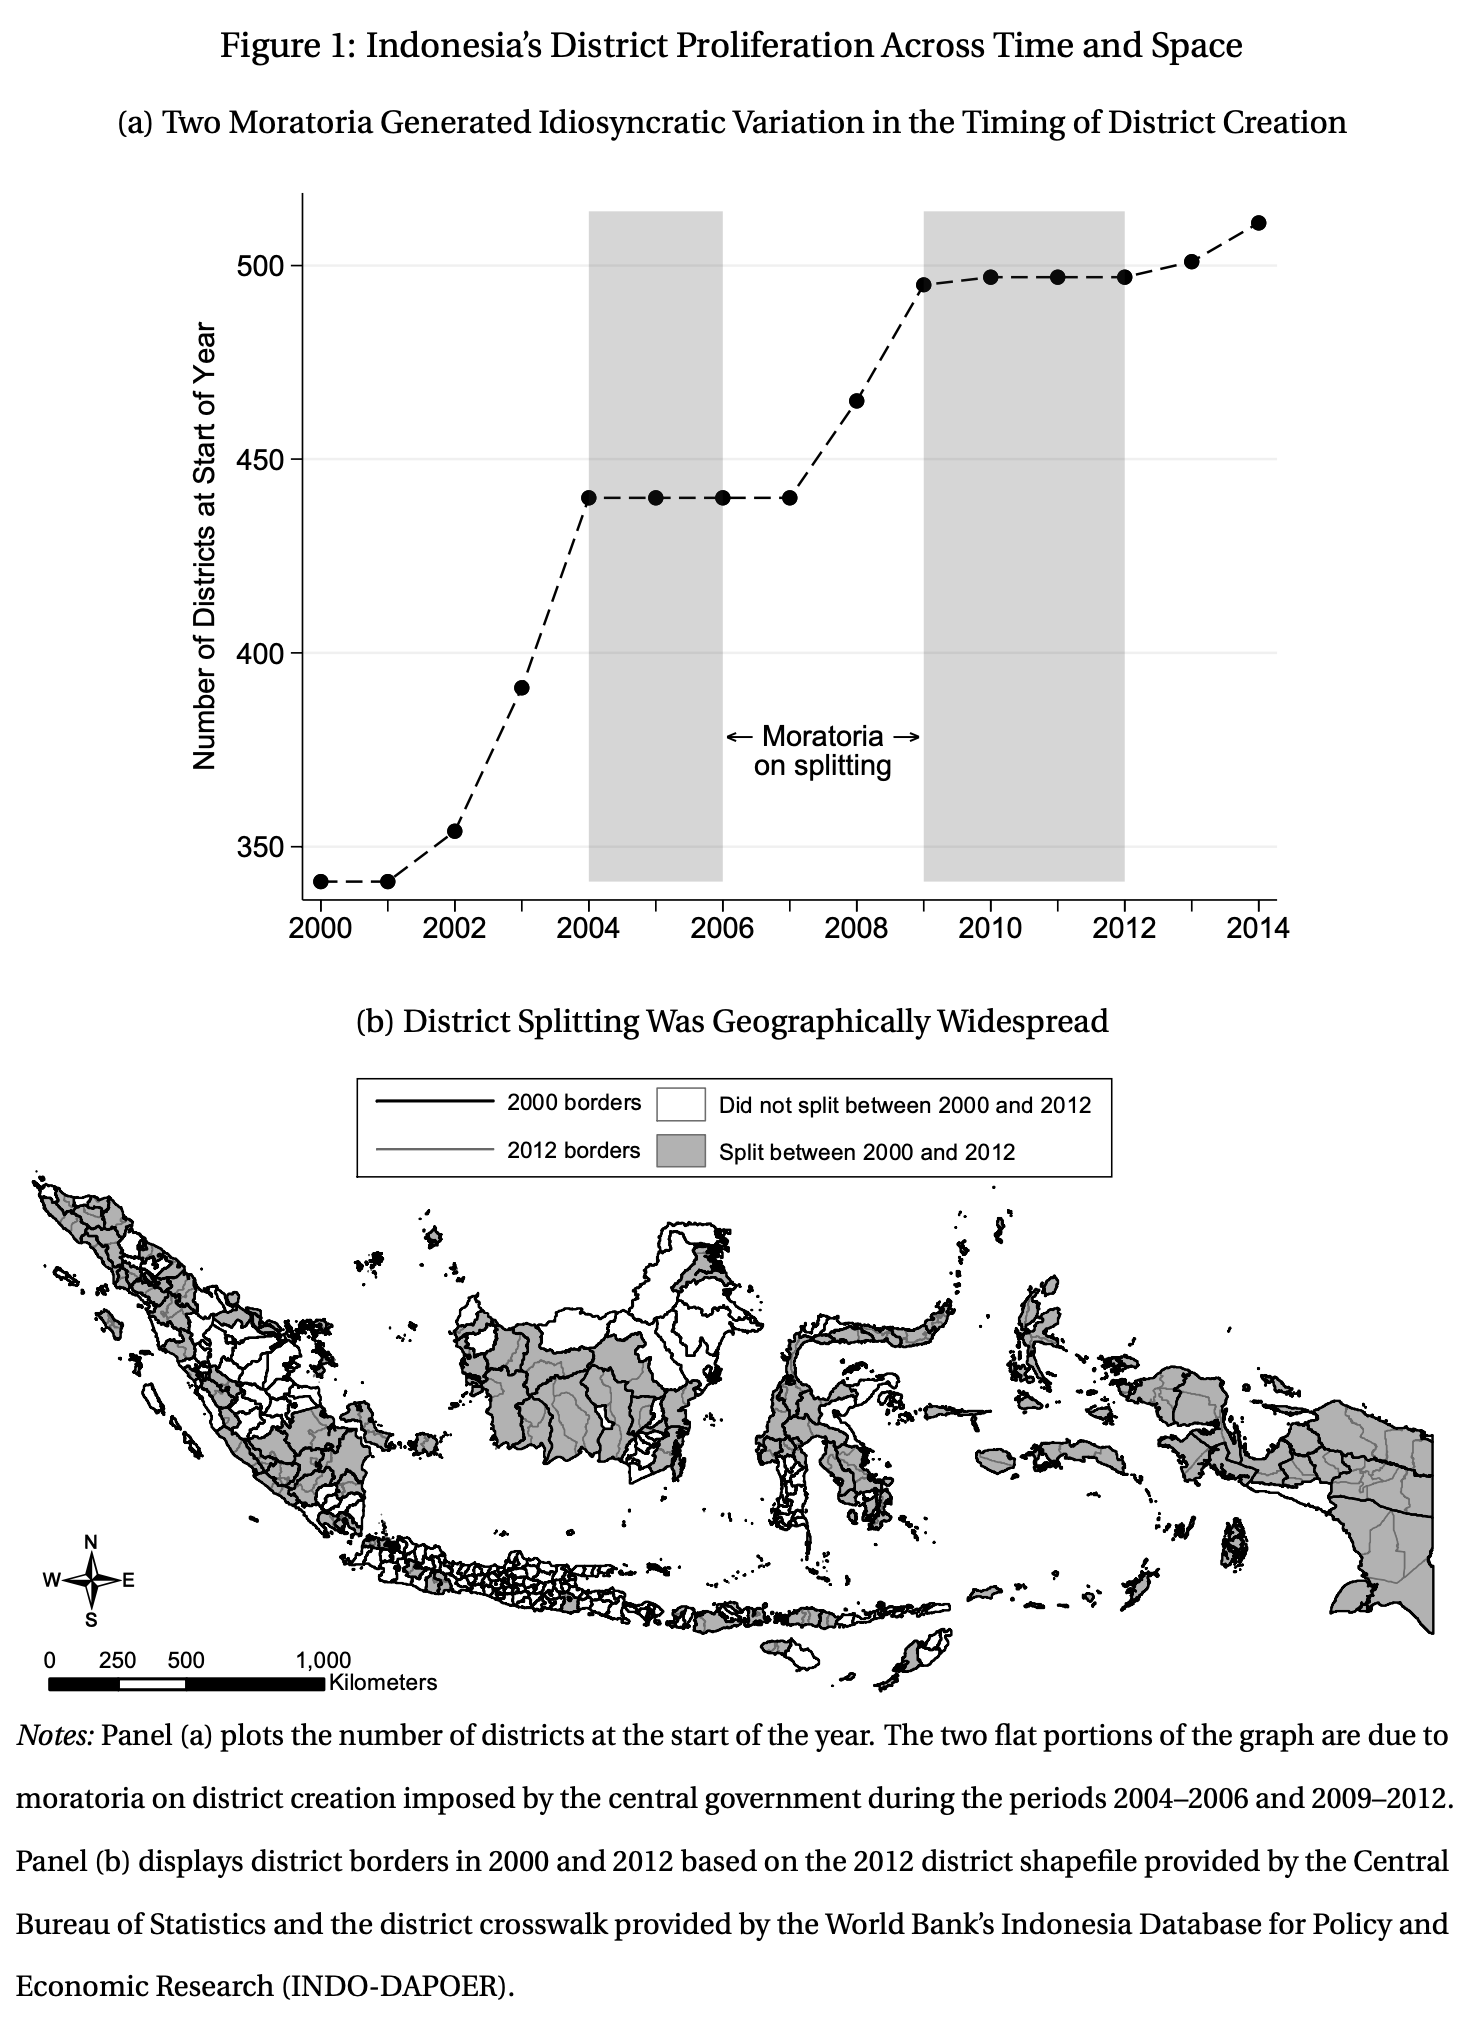 Figure 1: Indonesia’s District Proliferation Across Time and Space
(a) Two Moratoria Generated Idiosyncratic Variation in the Timing of District Creation
Number of Districts at Start of Year
500
450
400
350
← Moratoria →
on splitting
2000 2002 2004 2006 2008 2010 2012 2014
(b) District Splitting Was Geographically Widespread
2000 borders Did not split between 2000 and 2012
2012 borders Split between 2000 and 2012
N
W E
S
0 250 500 1,000
Kilometers
Notes: Panel (a) plots the number of districts at the start of the year. The two flat portions of the graph are due to
moratoria on district creation imposed by the central government during the periods 2004–2006 and 2009–2012.
Panel (b) displays district borders in 2000 and 2012 based on the 2012 district shapefile provided by the Central
Bureau of Statistics and the district crosswalk provided by the World Bank’s Indonesia Database for Policy and
Economic Research (INDO-DAPOER).